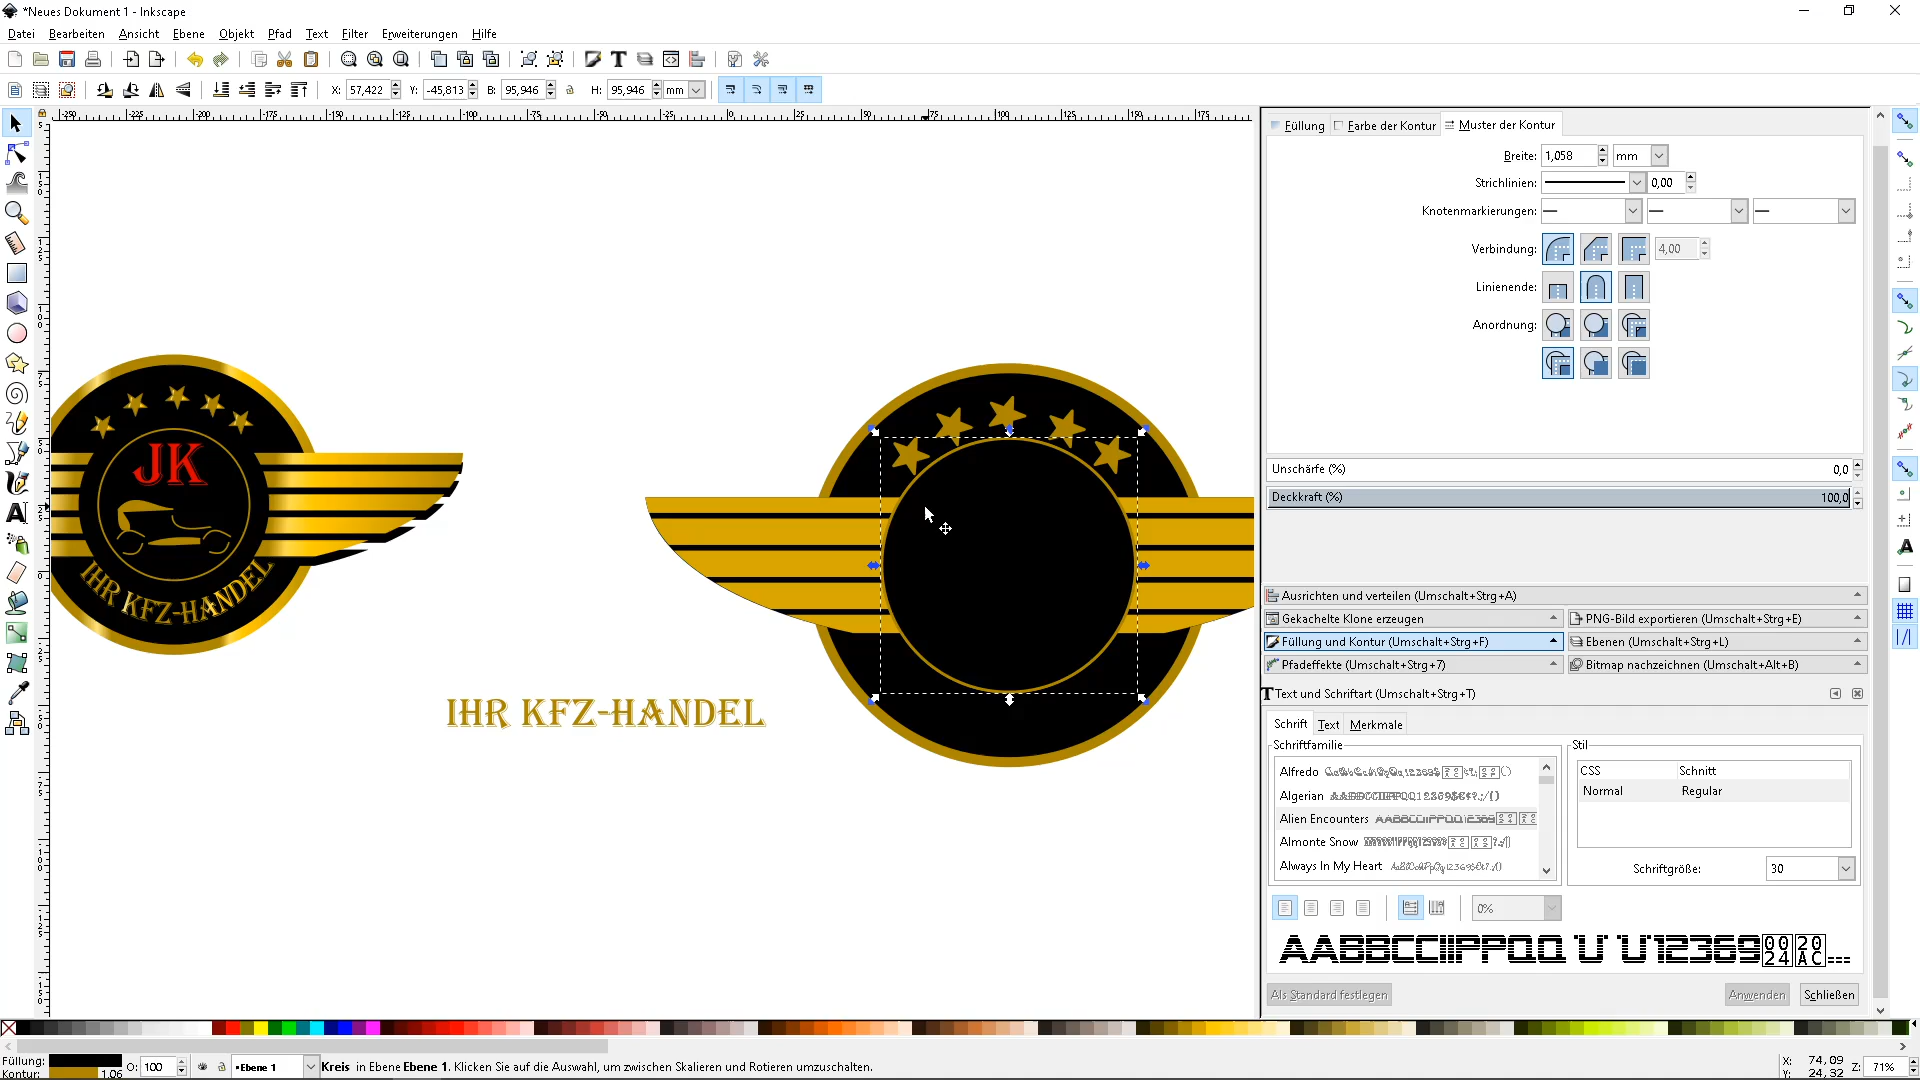 *Neues Dokument 1 - Inkscape
Datei Bearbeiten Ansicht Ebene Objekt Pfad Text Filter Erweiterungen Hilfe
X: 57,422 Y: -45,813 B: 95,946 H: 95,946 mm
Füllung Farbe der Kontur Muster der Kontur
Breite: 1,058 mm
Strichlinien: 0,00
Knotenmarkierungen:
Verbindung: 4,00
Linienende:
Anordnung:
Unschärfe (%) 0,0
Deckkraft (%) 100,0
JK
IHR KFZ-HANDEL
IHR KFZ-HANDEL
Ausrichten und verteilen (Umschalt+Strg+A)
Gekachelte Klone erzeugen PNG-Bild exportieren (Umschalt+Strg+E)
Füllung und Kontur (Umschalt+Strg+F) Ebenen (Umschalt+Strg+L)
Pfadeffekte (Umschalt+Strg+7) Bitmap nachzeichnen (Umschalt+Alt+B)
Text und Schriftart (Umschalt+Strg+T)
Schrift Text Merkmale
Schriftfamilie Stil
Alfredo
Algerian
Alien Encounters
Almonte Snow
Always In My Heart
CSS Schnitt
Normal Regular
Schriftgröße: 30
0%
Als Standard festlegen Anwenden Schließen
Füllung: O: 100 Ebene 1 Kreis in Ebene Ebene 1. Klicken Sie auf die Auswahl, um zwischen Skalieren und Rotieren umzuschalten.
Kontur: 1.06
X: 74,09
Y: 24,32
Z: 71%